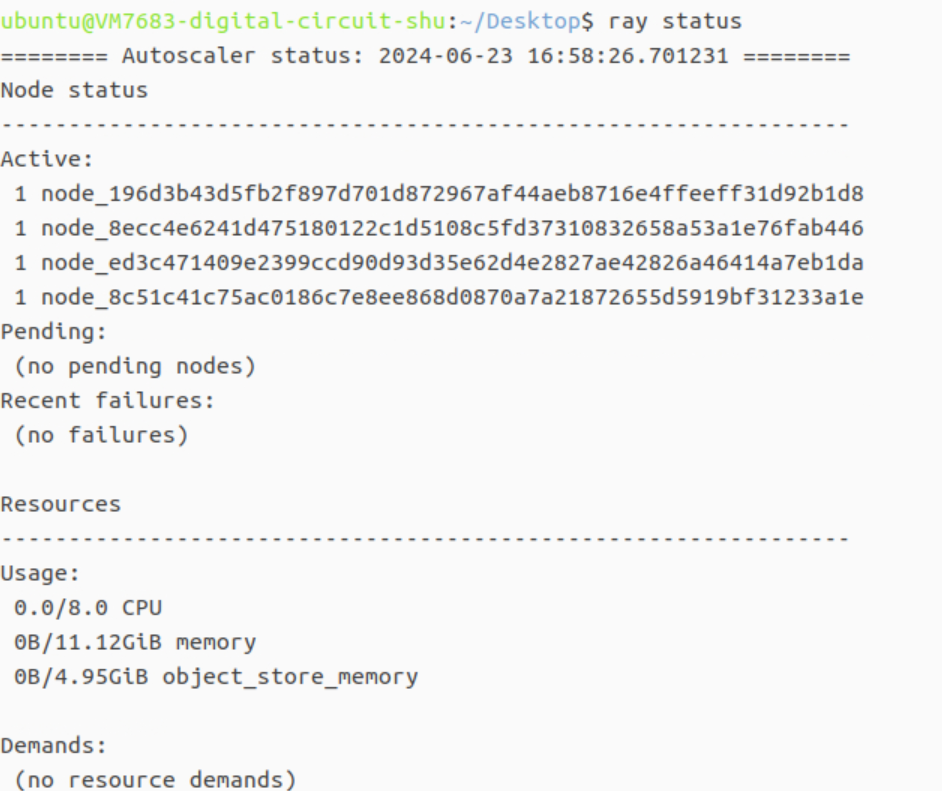 ubuntu@VM7683-digital-circuit-shu:~/Desktop$ ray status
======== Autoscaler status: 2024-06-23 16:58:26.701231 ========
Node status
---------------------------------------------------------------
Active:
 1 node_196d3b43d5fb2f897d701d872967af44aeb8716e4ffeeff31d92b1d8
 1 node_8ecc4e6241d475180122c1d5108c5fd37310832658a53a1e76fab446
 1 node_ed3c471409e2399ccd90d93d35e62d4e2827ae42826a46414a7eb1da
 1 node_8c51c41c75ac0186c7e8ee868d0870a7a21872655d5919bf31233a1e
Pending:
 (no pending nodes)
Recent failures:
 (no failures)

Resources
---------------------------------------------------------------
Usage:
 0.0/8.0 CPU
 0B/11.12GiB memory
 0B/4.95GiB object_store_memory

Demands:
 (no resource demands)